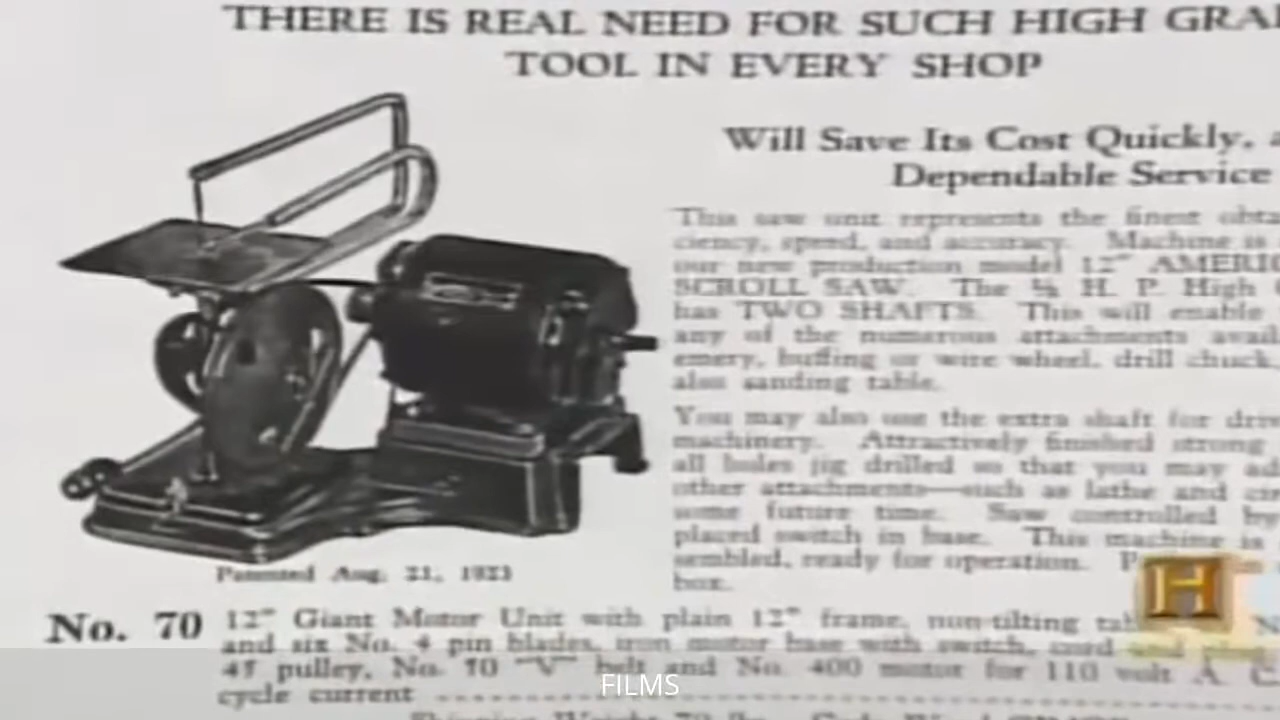 THERE IS REAL NEED FOR SUCH HIGH GRA
TOOL IN EVERY SHOP
Will Save Its Cost Quickly,
Dependable Service
This saw unit represents the finest obta
ciency, speed, and accuracy. Machine is
our new production model 12" AMERIC
SCROLL SAW. The H. P. High
has TWO SHAFTS. This will enable
any of the numerous attachments avail
emery, buffing or wire wheel, drill chuck,
also sanding table.
You may also use the extra shaft for driv
machinery. Attractively finished strong
all holes jig drilled so that you may ad
other attachments—such as lathe and
some future time. Saw controlled by
placed switch in base. This machine is
sembled, ready for operation. P
box.
Patented Aug. 21, 1923
No. 70 12" Giant Motor Unit with plain 12" frame, non-tilting
and six No. 4 pin blades, iron motor base with switch, cord and
pulley, No. 70 "V" belt and No. 400 motor for 110 volt A. C.
cycle current
H
FILMS